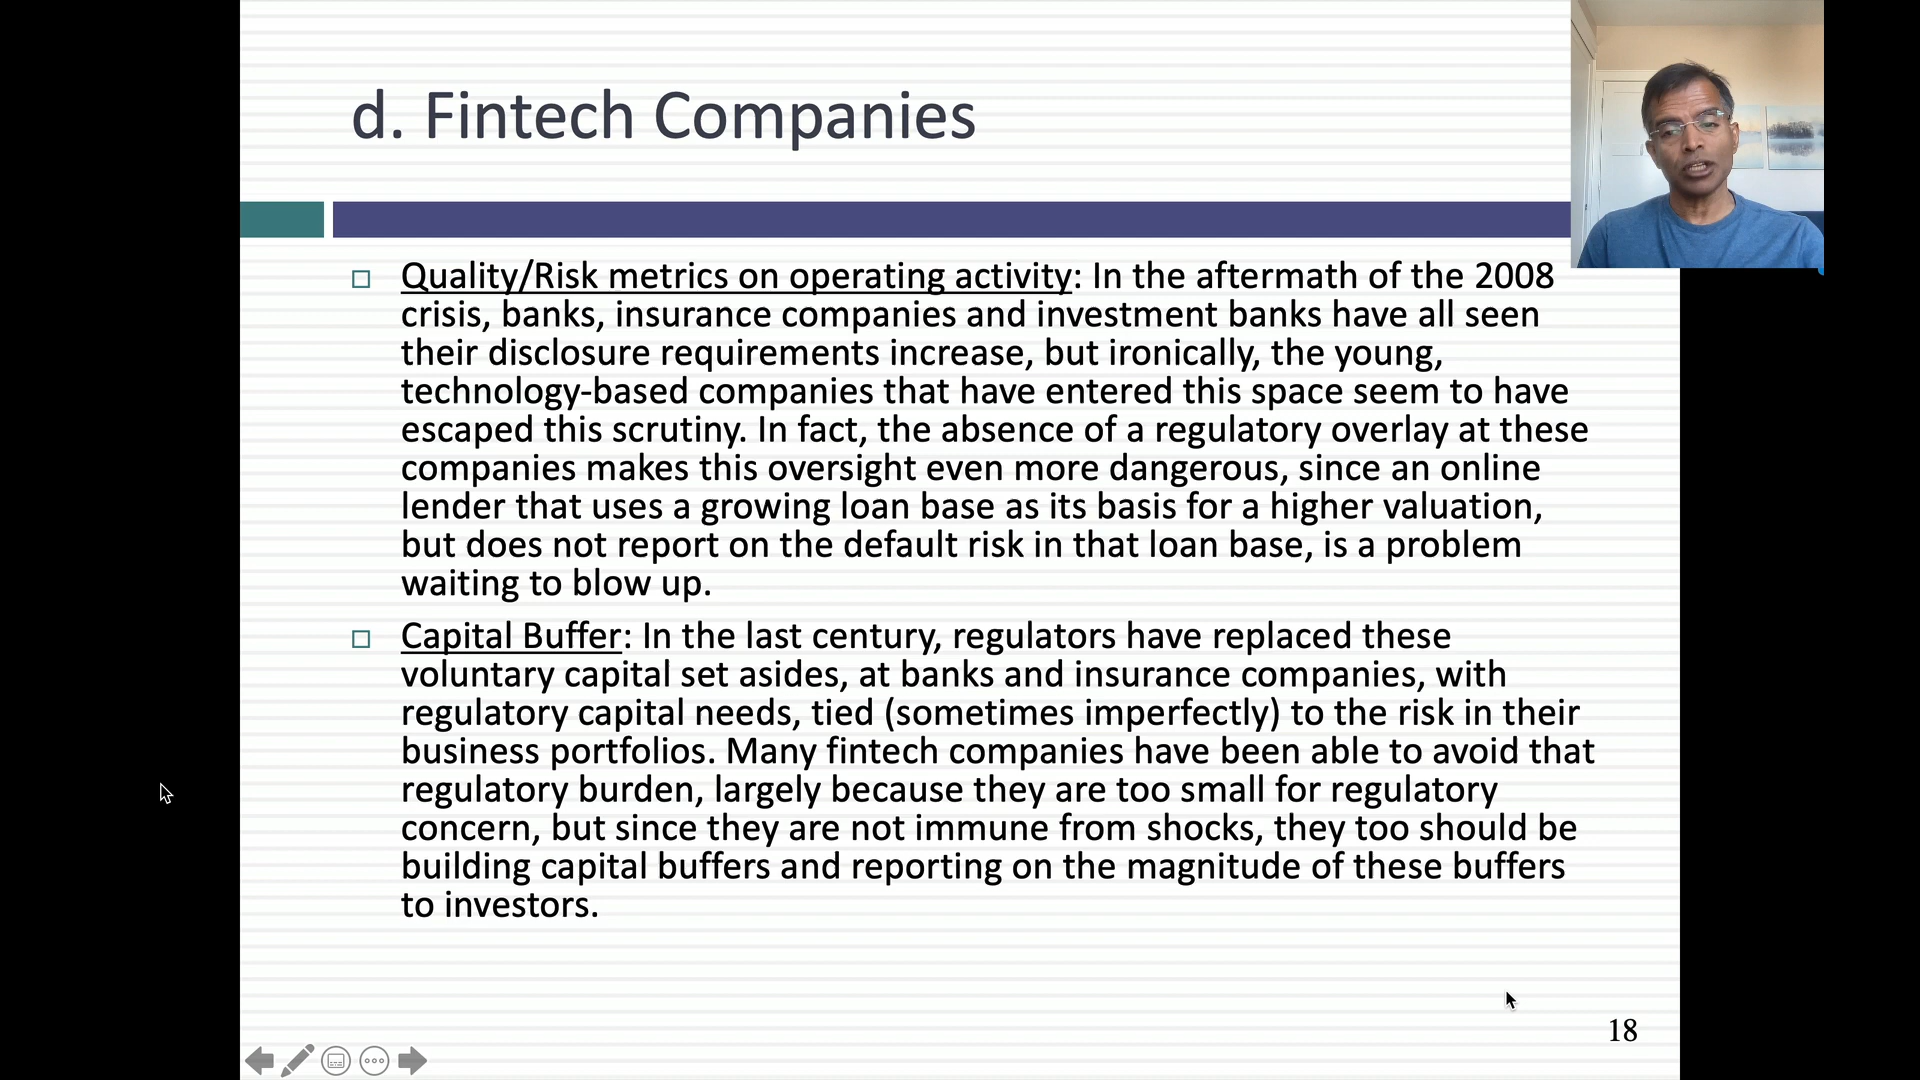 d. Fintech Companies
Quality/Risk metrics on operating activity: In the aftermath of the 2008
crisis, banks, insurance companies and investment banks have all seen
their disclosure requirements increase, but ironically, the young,
technology-based companies that have entered this space seem to have
escaped this scrutiny. In fact, the absence of a regulatory overlay at these
companies makes this oversight even more dangerous, since an online
lender that uses a growing loan base as its basis for a higher valuation,
but does not report on the default risk in that loan base, is a problem
waiting to blow up.
Capital Buffer: In the last century, regulators have replaced these
voluntary capital set asides, at banks and insurance companies, with
regulatory capital needs, tied (sometimes imperfectly) to the risk in their
business portfolios. Many fintech companies have been able to avoid that
regulatory burden, largely because they are too small for regulatory
concern, but since they are not immune from shocks, they too should be
building capital buffers and reporting on the magnitude of these buffers
to investors.
18